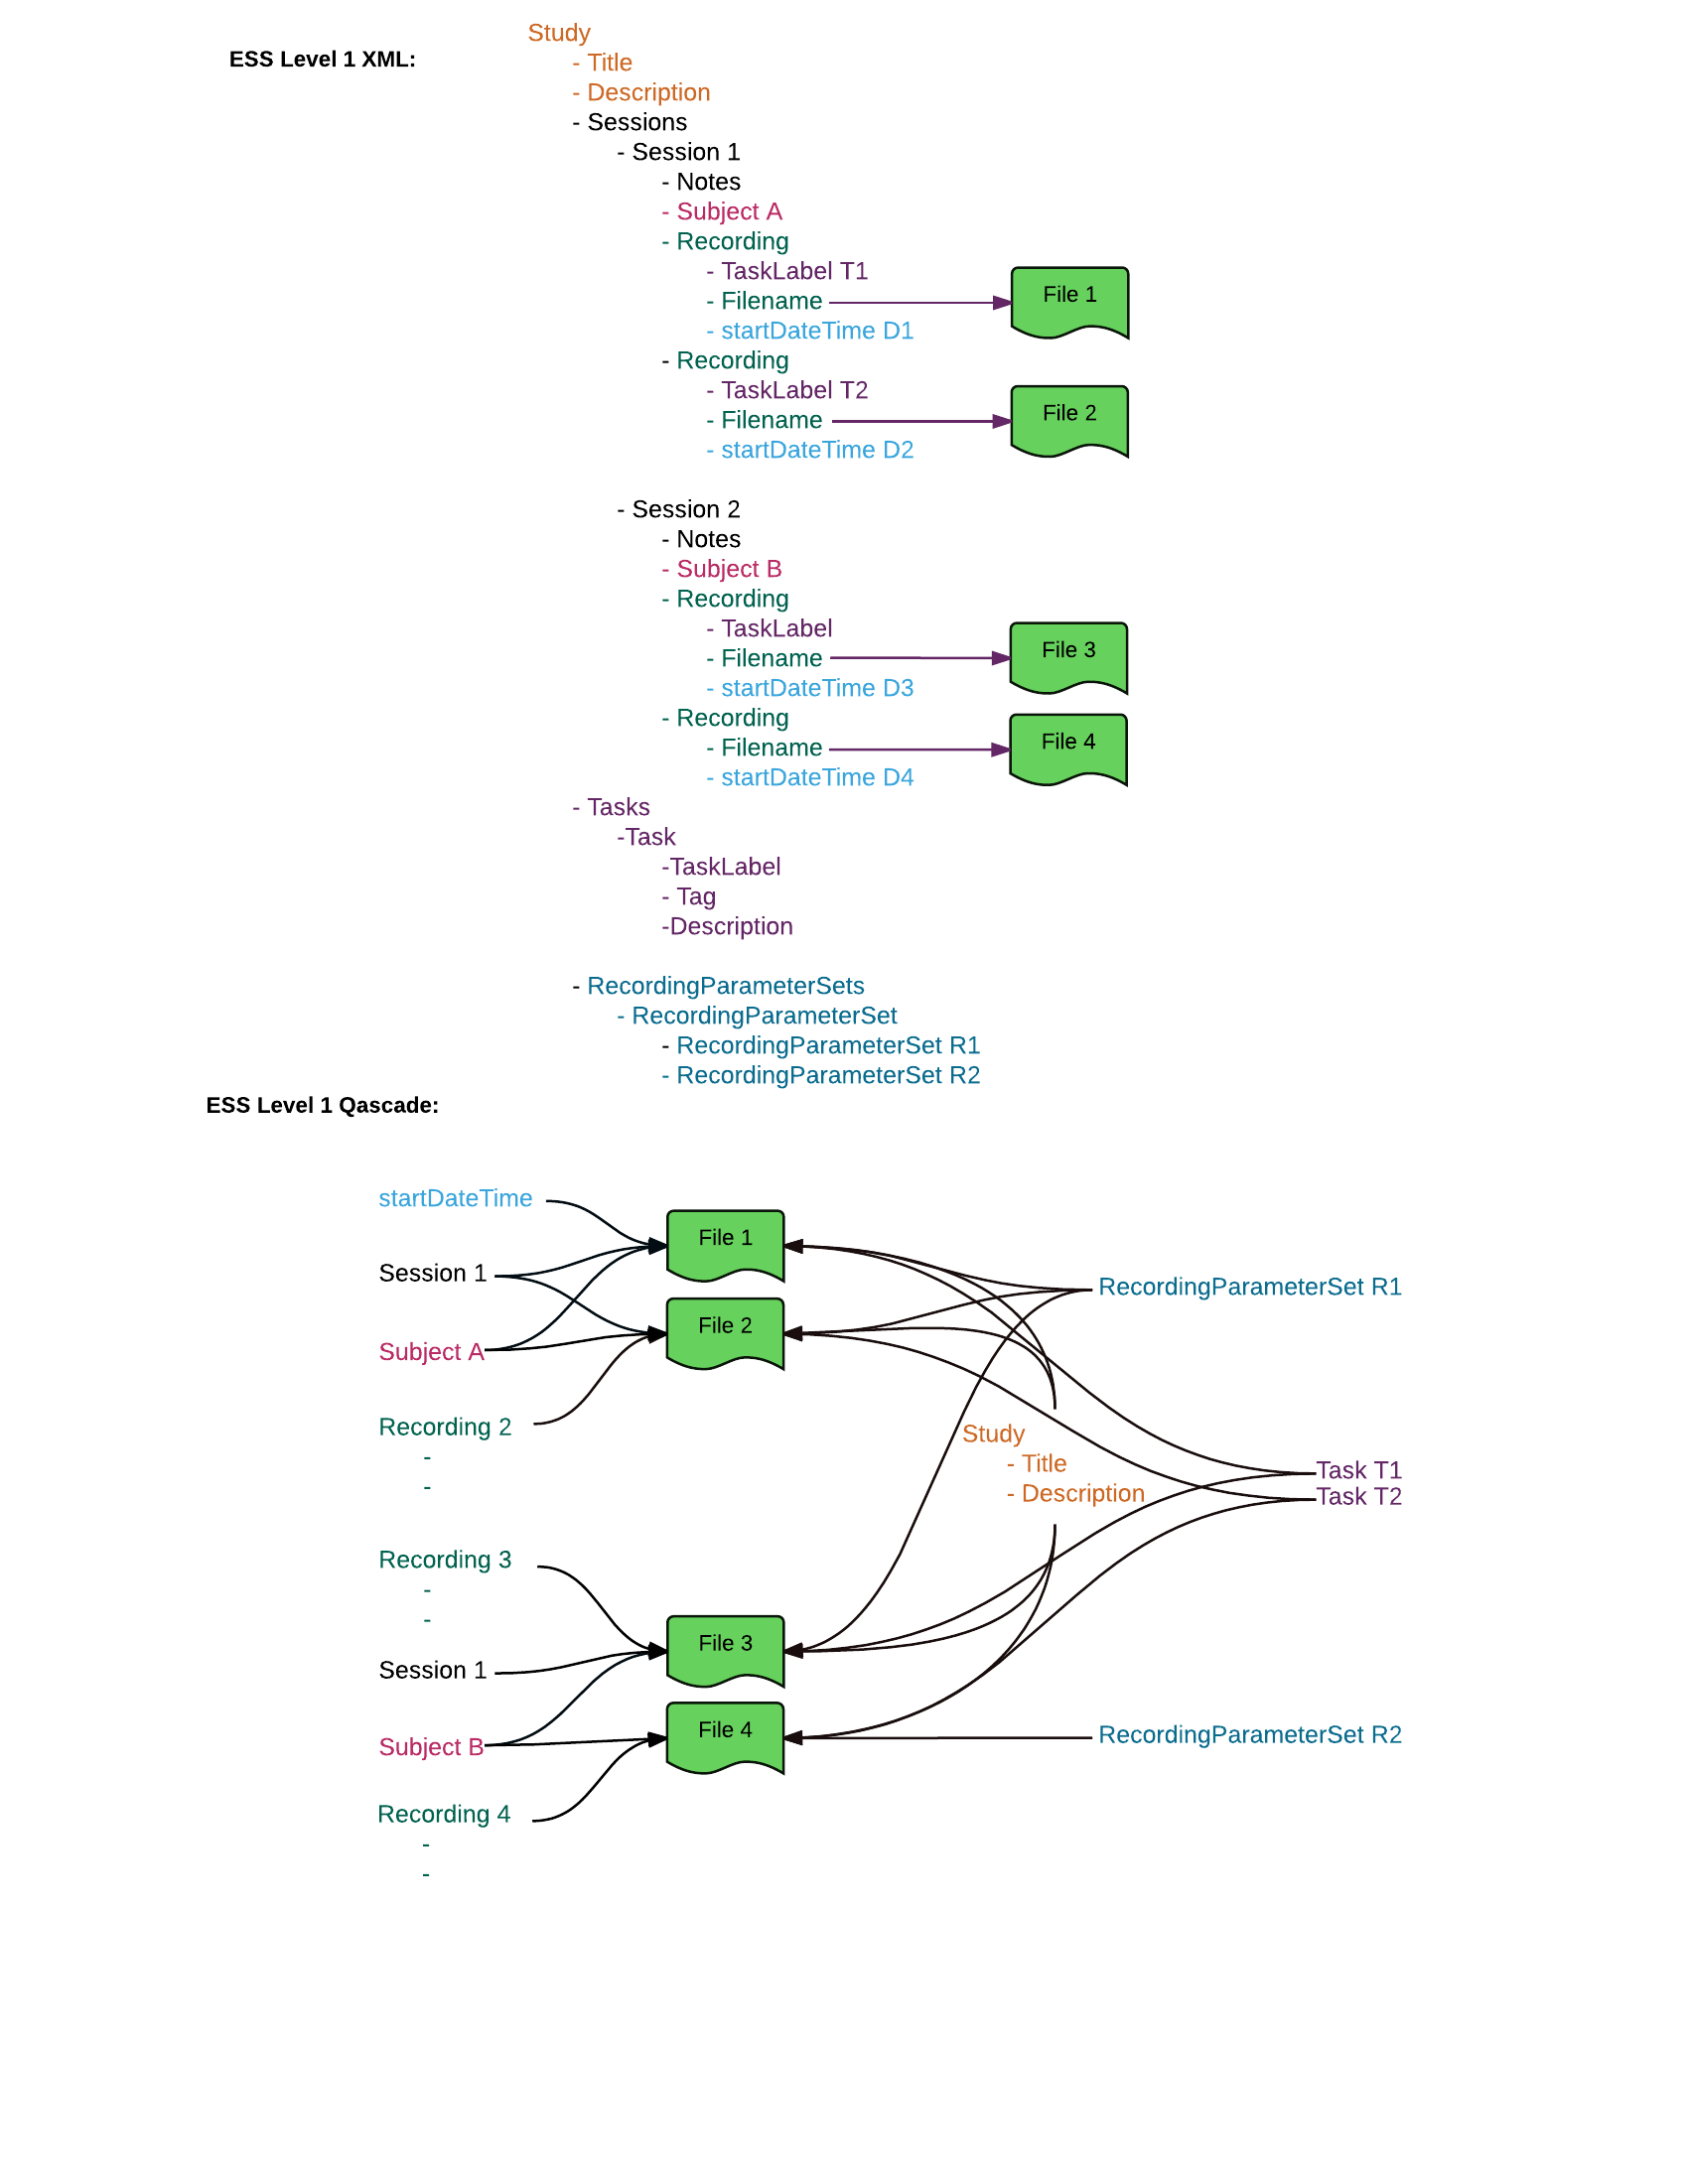 Study
ESS Level 1 XML:
- Title
- Description
- Sessions
- Session 1
- Notes
- Subject A
- Recording
- TaskLabel T1
- Filename
File 1
- startDateTime D1
- Recording
- TaskLabel T2
- Filename
File 2
- startDateTime D2
- Session 2
- Notes
- Subject B
- Recording
- TaskLabel
- Filename
File 3
- startDateTime D3
- Recording
- Filename
File 4
- startDateTime D4
- Tasks
-Task
-TaskLabel
- Tag
-Description
- RecordingParameterSets
- RecordingParameterSet
- RecordingParameterSet R1
- RecordingParameterSet R2
ESS Level 1 Qascade:
startDateTime
File 1
Session 1
RecordingParameterSet R1
File 2
Subject A
Recording 2
-
-
Study
- Title
- Description
Task T1
Task T2
Recording 3
-
-
File 3
Session 1
File 4
RecordingParameterSet R2
Subject B
Recording 4
-
-